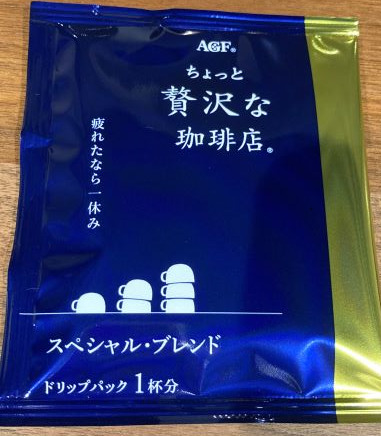 AGF®
ちょっと
贅沢な
珈琲店®
疲れたなら一休み
スペシャル・ブレンド
ドリップパック 1杯分